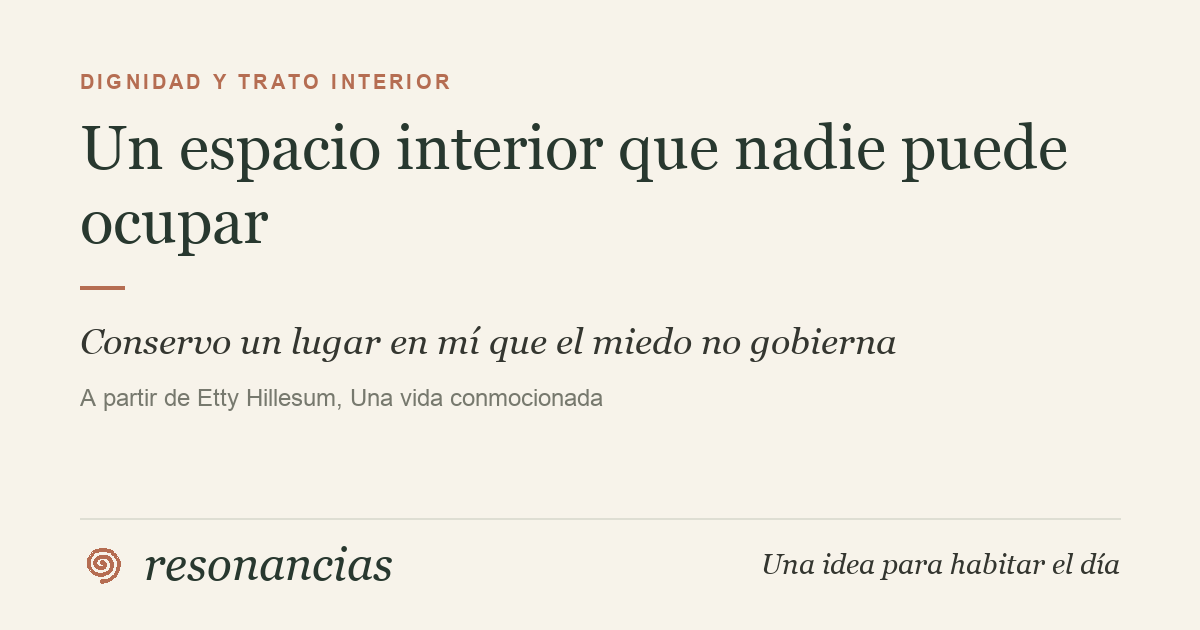 DIGNIDAD Y TRATO INTERIOR
Un espacio interior que nadie puede
ocupar
Conservo un lugar en mí que el miedo no gobierna
A partir de Etty Hillesum, Una vida conmocionada
resonancias
Una idea para habitar el día